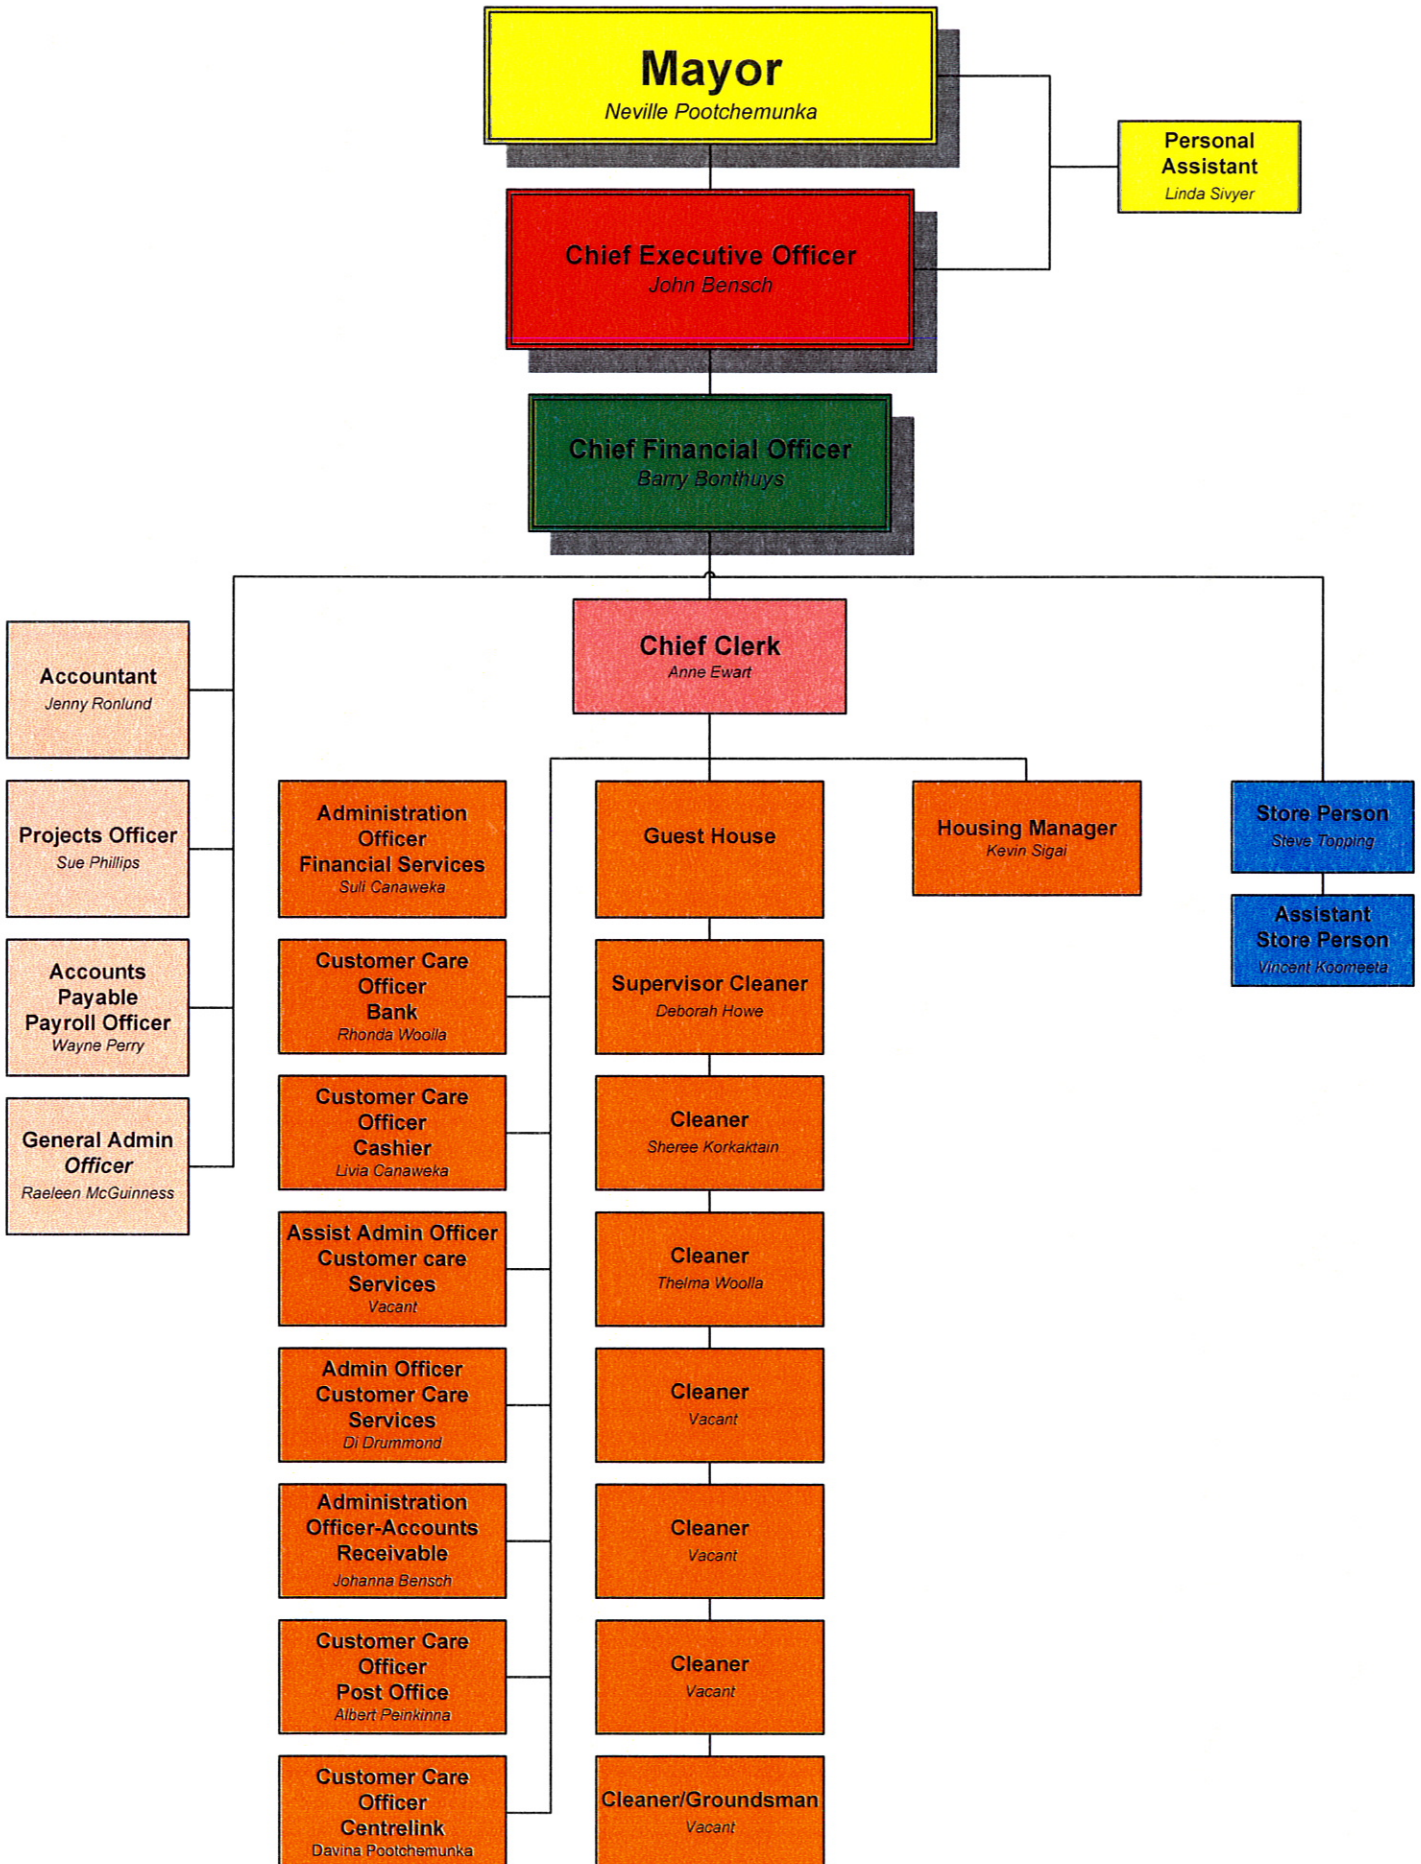 Mayor
Neville Pootchemunka
Personal
Assistant
Linda Sivyer
Chief Executive Officer
John Bensch
Chief Financial Officer
Barry Bonthuys
Chief Clerk
Anne Ewart
Accountant
Jenny Ronlund
Projects Officer
Sue Phillips
Accounts
Payable
Payroll Officer
Wayne Perry
General Admin
Officer
Raeleen McGuinness
Administration
Officer
Financial Services
Suli Canaweka
Customer Care
Officer
Bank
Rhonda Woolla
Customer Care
Officer
Cashier
Livia Canaweka
Assist Admin Officer
Customer care
Services
Vacant
Admin Officer
Customer Care
Services
Di Drummond
Administration
Officer-Accounts
Receivable
Johanna Bensch
Customer Care
Officer
Post Office
Albert Peinkinna
Customer Care
Officer
Centrelink
Davina Pootchemunka
Guest House
Supervisor Cleaner
Deborah Howe
Cleaner
Sheree Korkaktain
Cleaner
Thelma Woolla
Cleaner
Vacant
Cleaner
Vacant
Cleaner
Vacant
Cleaner/Groundsman
Vacant
Housing Manager
Kevin Sigai
Store Person
Steve Topping
Assistant
Store Person
Vincent Koomeeta